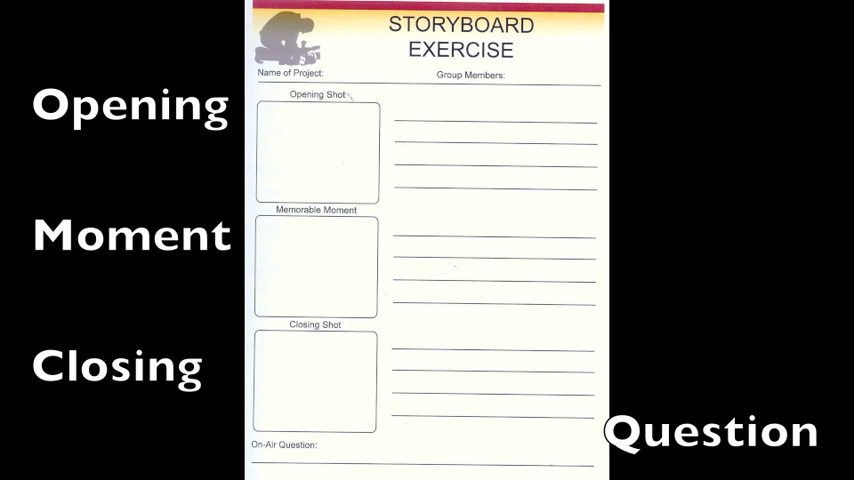 STORYBOARD
EXERCISE
Name of Project:
Group Members:
Opening Shot
Opening
Memorable Moment
Moment
Closing Shot
Closing
On-Air Question:
Question